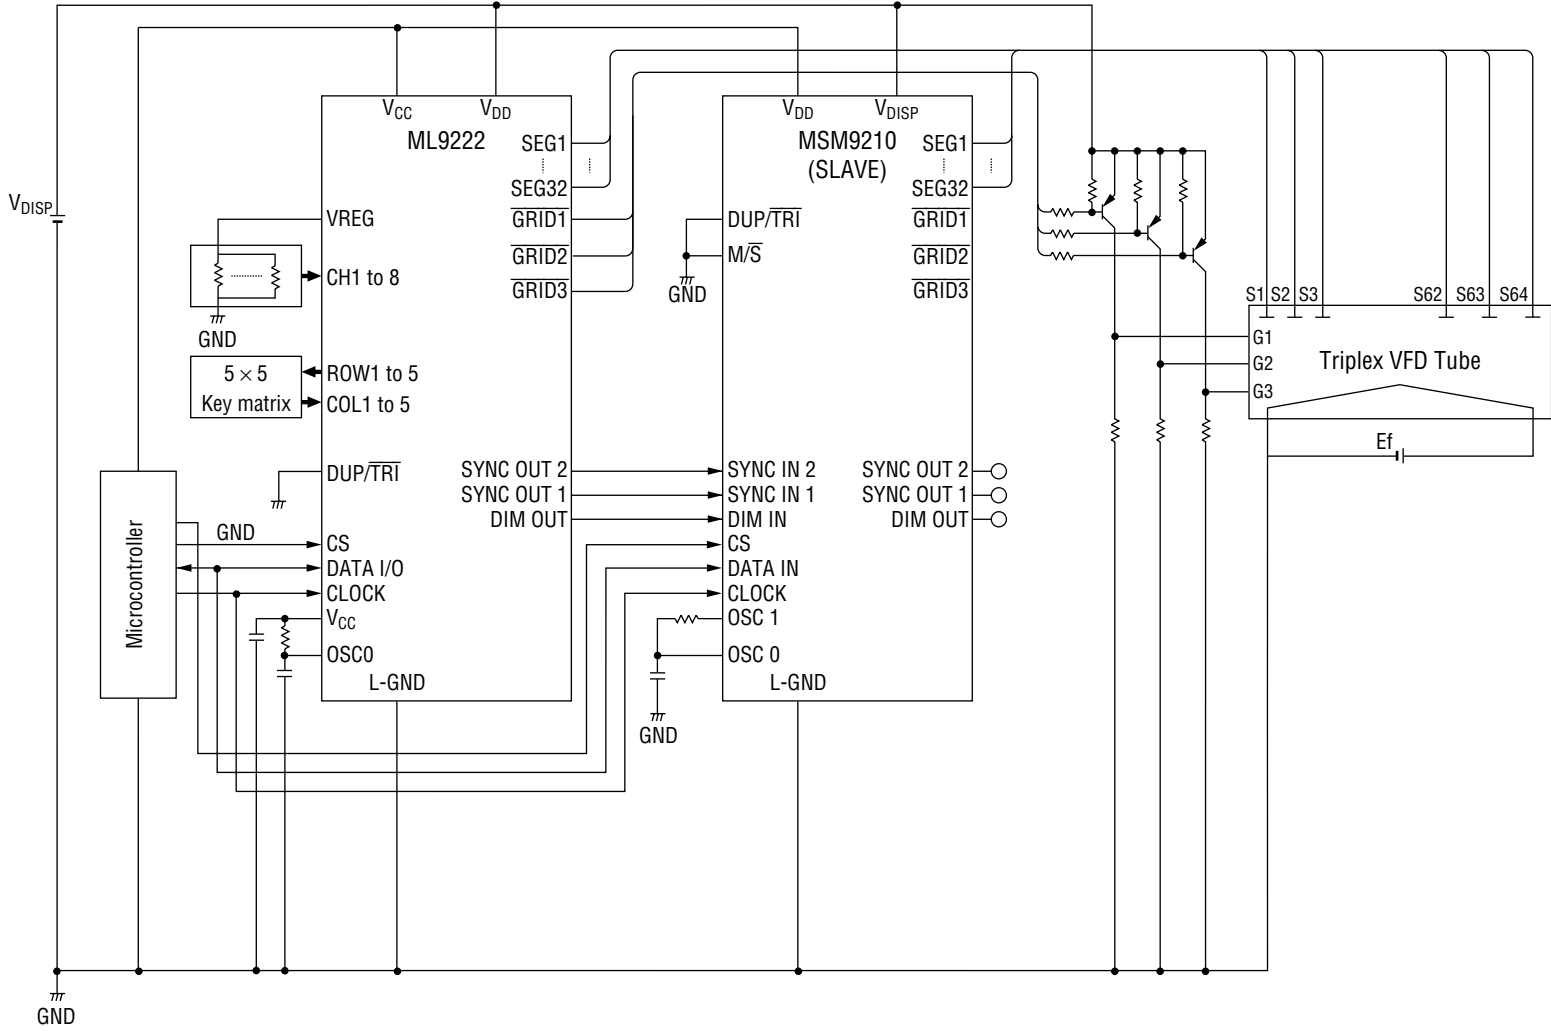 VDISP
VCC
VDD
ML9222
SEG1
SEG32
GRID1
GRID2
GRID3
VREG
CH1 to 8
GND
5 × 5
Key matrix
ROW1 to 5
COL1 to 5
DUP/TRI
SYNC OUT 2
SYNC OUT 1
DIM OUT
Microcontroller
GND
CS
DATA I/O
CLOCK
VCC
OSC0
L-GND
VDD
VDISP
MSM9210
(SLAVE)
SEG1
SEG32
GRID1
GRID2
GRID3
DUP/TRI
M/S
GND
SYNC IN 2
SYNC IN 1
DIM IN
CS
DATA IN
CLOCK
OSC 1
OSC 0
L-GND
GND
SYNC OUT 2
SYNC OUT 1
DIM OUT
S1 S2 S3 S62 S63 S64
G1
G2
G3
Triplex VFD Tube
Ef
GND